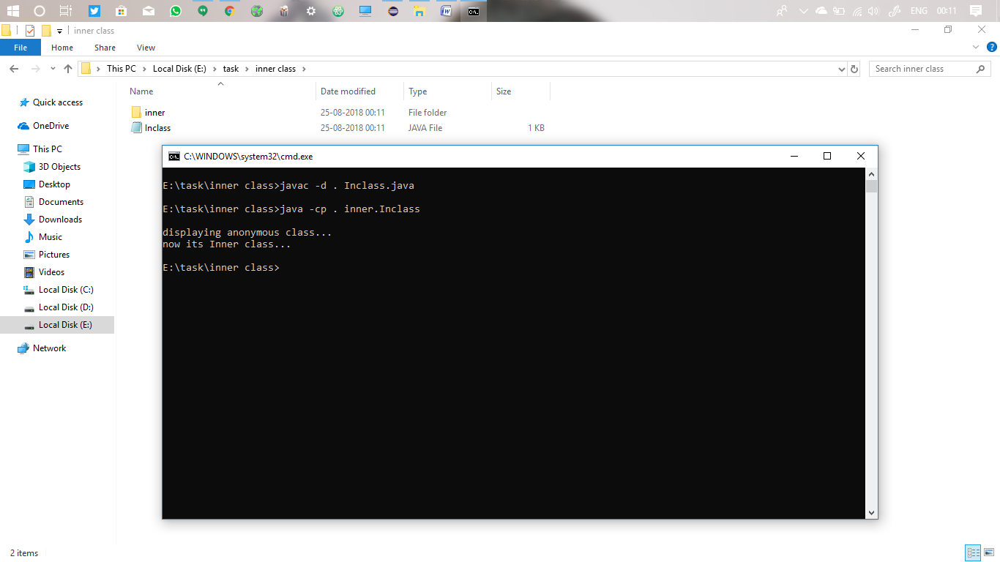 ENG 00:11
inner class
File Home Share View
This PC Local Disk (E:) task inner class
Search inner class
Name Date modified Type Size
Quick access
OneDrive
This PC
3D Objects
Desktop
Documents
Downloads
Music
Pictures
Videos
Local Disk (C:)
Local Disk (D:)
Local Disk (E:)
Network
inner 25-08-2018 00:11 File folder
Inclass 25-08-2018 00:11 JAVA File 1 KB
C:\WINDOWS\system32\cmd.exe
E:\task\inner class>javac -d . Inclass.java
E:\task\inner class>java -cp . inner.Inclass
displaying anonymous class...
now its Inner class...
E:\task\inner class>
2 items